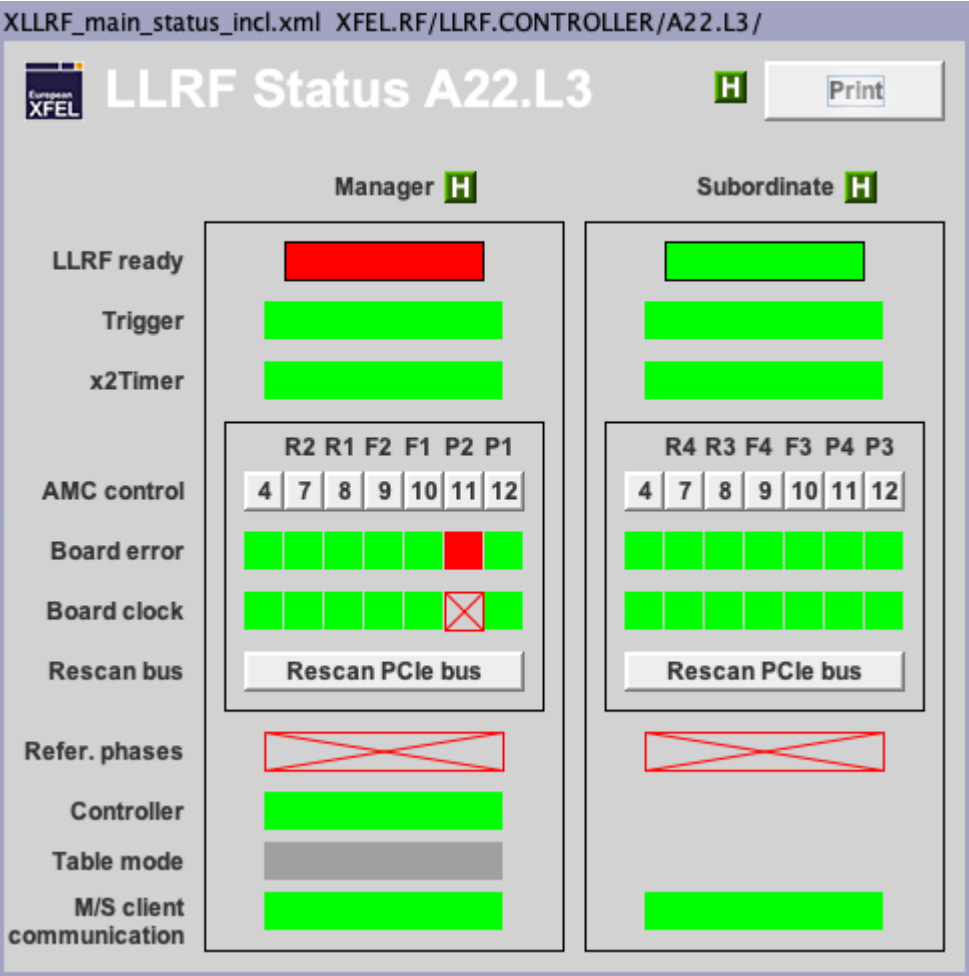 XLLRF_main_status_incl.xml XFEL.RF/LLRF.CONTROLLER/A22.L3/
European
XFEL
LLRF Status A22.L3
H
Print
Manager H
Subordinate H
LLRF ready
Trigger
x2Timer
R2 R1 F2 F1 P2 P1
R4 R3 F4 F3 P4 P3
AMC control
4 7 8 9 10 11 12
4 7 8 9 10 11 12
Board error
Board clock
Rescan bus
Rescan PCIe bus
Rescan PCIe bus
Refer. phases
Controller
Table mode
M/S client
communication